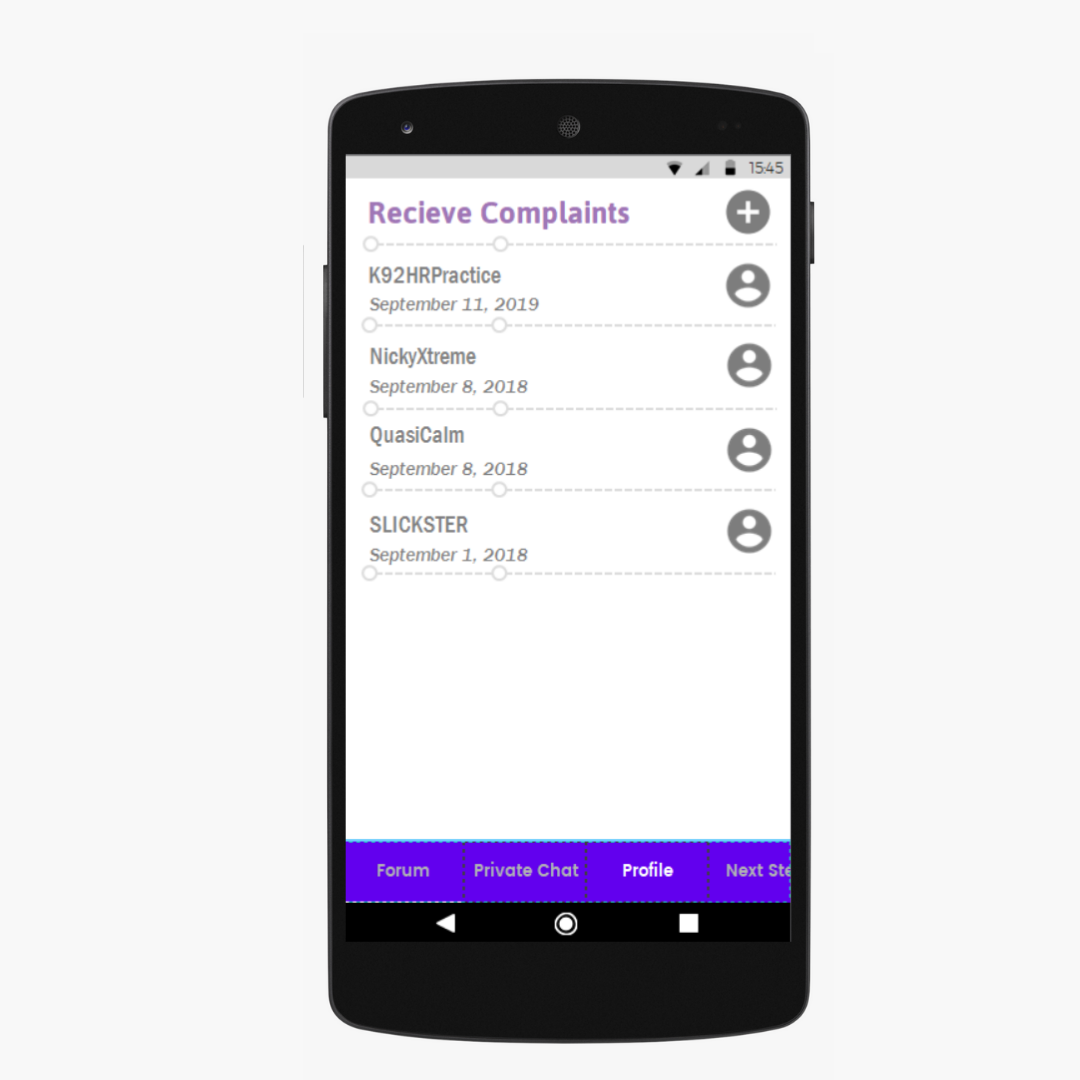 15:45
Recieve Complaints
K92HRPractice
September 11, 2019
NickyXtreme
September 8, 2018
QuasiCalm
September 8, 2018
SLICKSTER
September 1, 2018
Forum Private Chat Profile Next Ste